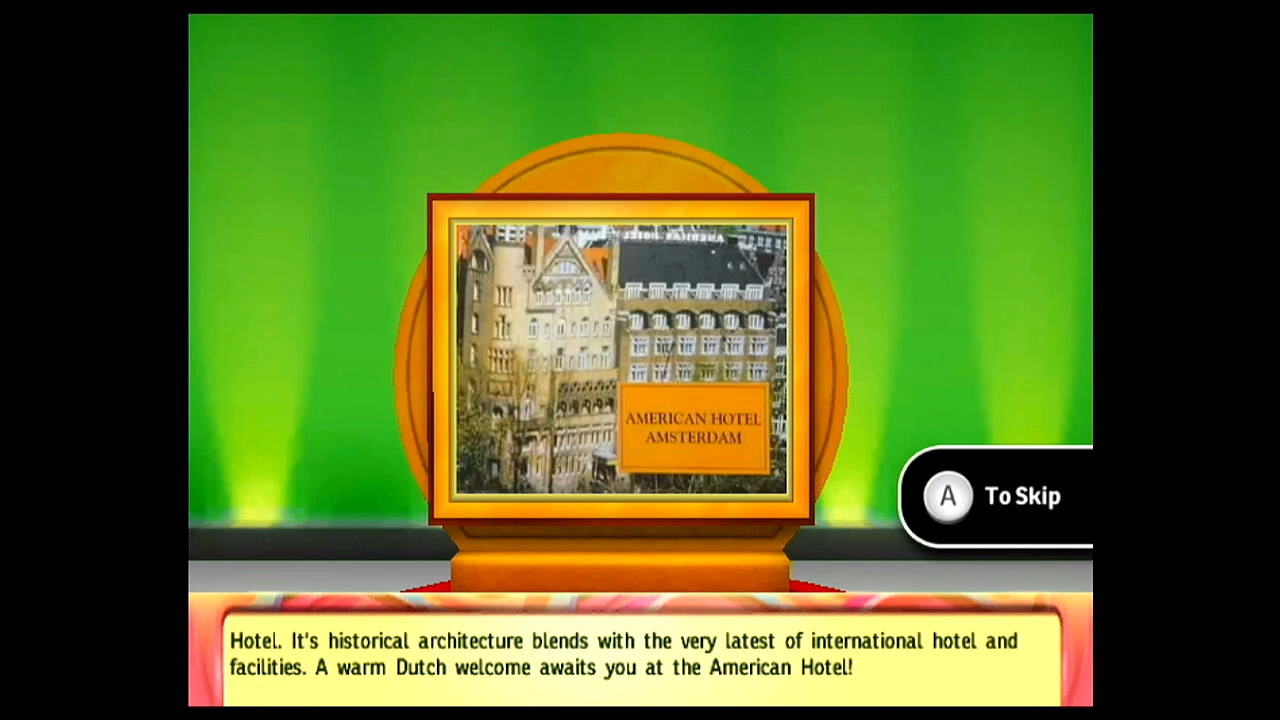 AMERICAN HOTEL
AMSTERDAM
A To Skip
Hotel. It's historical architecture blends with the very latest of international hotel and
facilities. A warm Dutch welcome awaits you at the American Hotel!